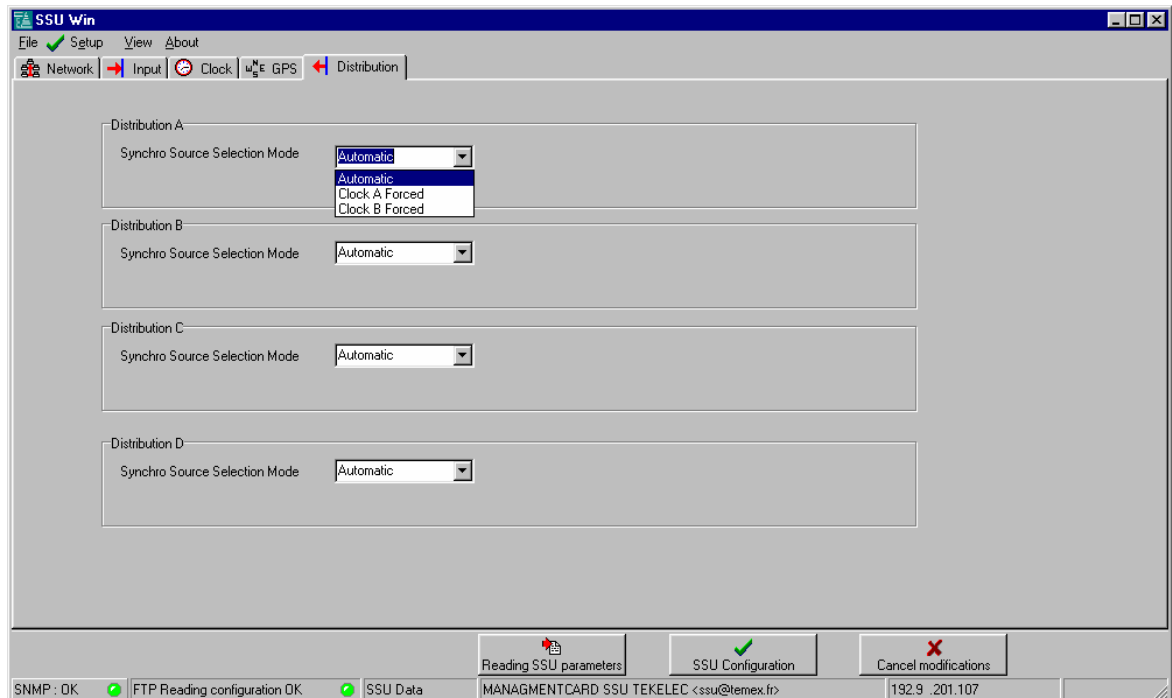 SSU Win
File Setup View About
Network Input Clock W N S E GPS Distribution
Distribution A
Synchro Source Selection Mode Automatic
Automatic
Clock A Forced
Clock B Forced
Distribution B
Synchro Source Selection Mode Automatic
Distribution C
Synchro Source Selection Mode Automatic
Distribution D
Synchro Source Selection Mode Automatic
Reading SSU parameters SSU Configuration Cancel modifications
SNMP : OK FTP Reading configuration OK SSU Data MANAGMENTCARD SSU TEKELEC <ssu@temex.fr> 192.9 .201.107